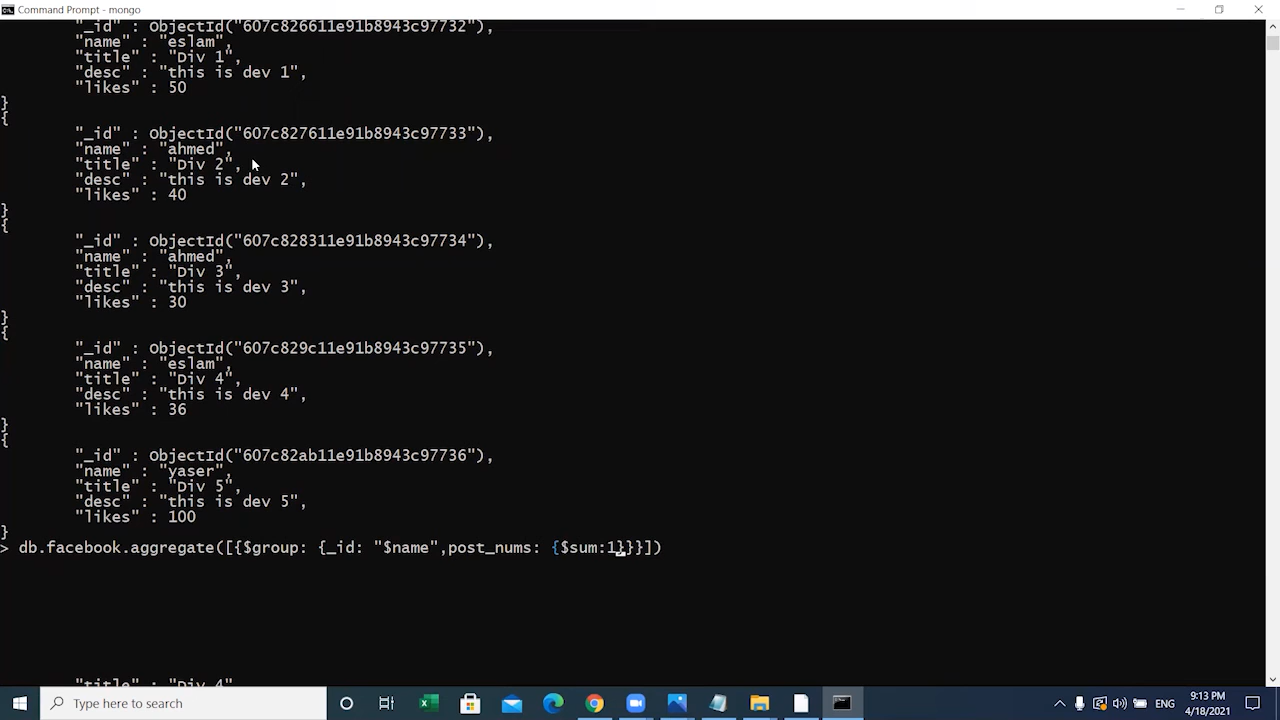 Command Prompt - mongo
"_id" : ObjectId("607c826611e91b8943c97732"),
"name" : "eslam",
"title" : "Div 1",
"desc" : "this is dev 1",
"likes" : 50
}
{
"_id" : ObjectId("607c827611e91b8943c97733"),
"name" : "ahmed",
"title" : "Div 2",
"desc" : "this is dev 2",
"likes" : 40
}
{
"_id" : ObjectId("607c828311e91b8943c97734"),
"name" : "ahmed",
"title" : "Div 3",
"desc" : "this is dev 3",
"likes" : 30
}
{
"_id" : ObjectId("607c829c11e91b8943c97735"),
"name" : "eslam",
"title" : "Div 4",
"desc" : "this is dev 4",
"likes" : 36
}
{
"_id" : ObjectId("607c82ab11e91b8943c97736"),
"name" : "yaser",
"title" : "Div 5",
"desc" : "this is dev 5",
"likes" : 100
}
> db.facebook.aggregate([{$group: {_id: "$name",post_nums: {$sum:1}}}])
"title" : "Div 4"
Type here to search
ENG
9:13 PM
4/18/2021